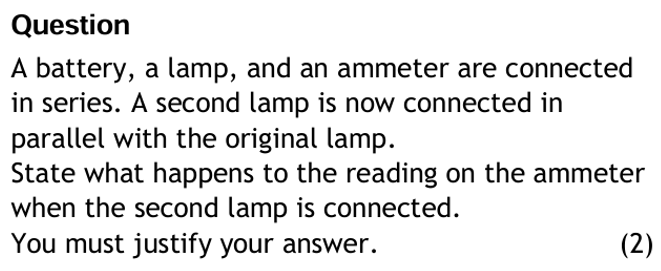 Question
A battery, a lamp, and an ammeter are connected
in series. A second lamp is now connected in
parallel with the original lamp.
State what happens to the reading on the ammeter
when the second lamp is connected.
You must justify your answer. (2)